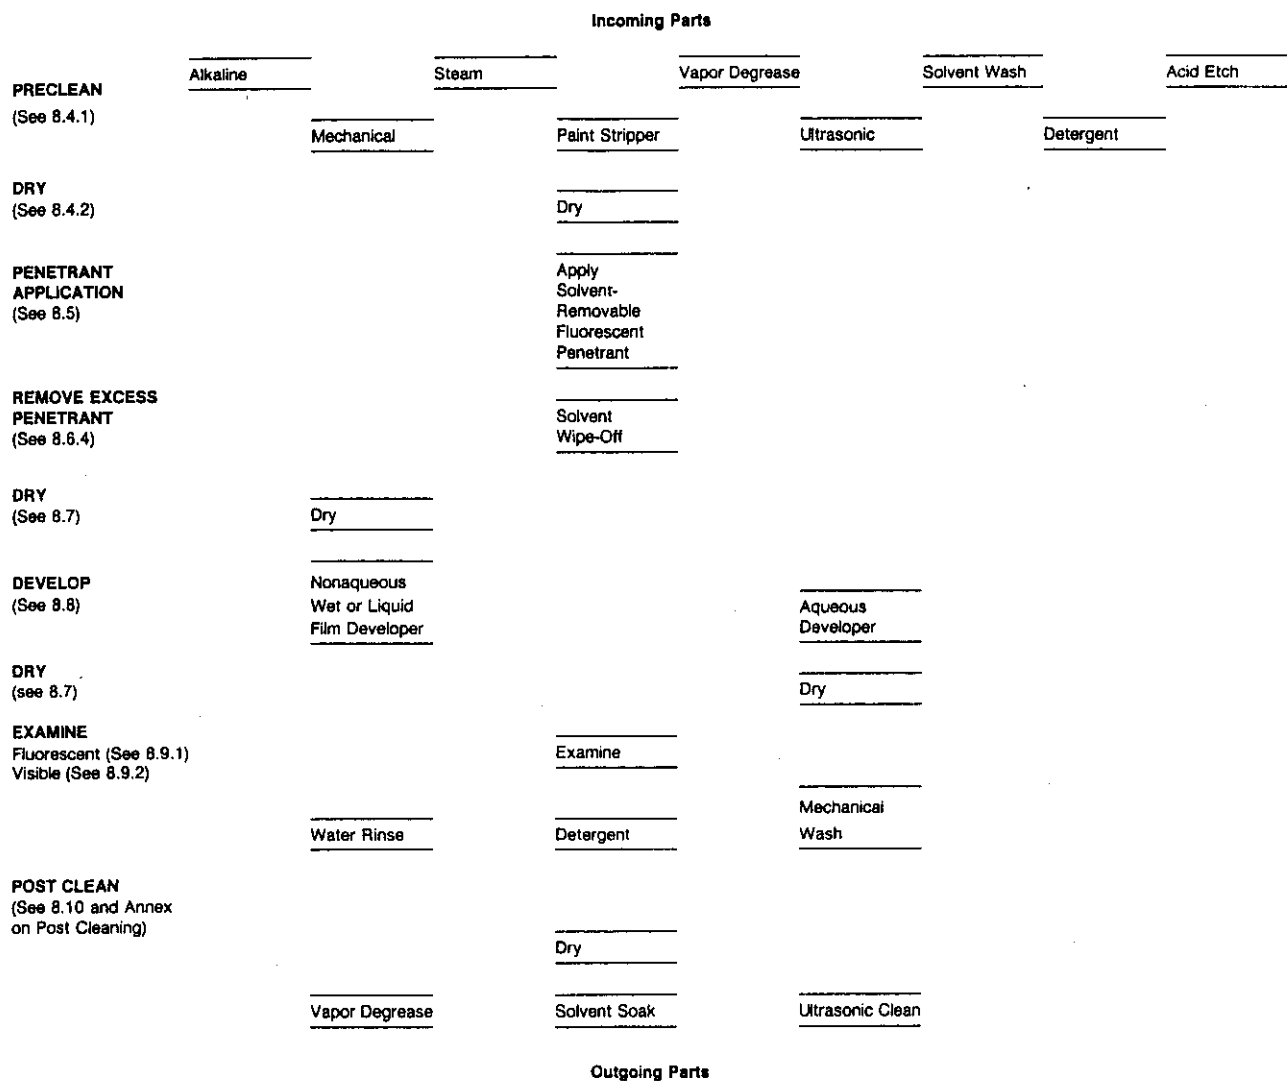 Incoming Parts
Alkaline Steam Vapor Degrease Solvent Wash Acid Etch
PRECLEAN
(See 8.4.1)
Mechanical Paint Stripper Ultrasonic Detergent
DRY
(See 8.4.2) Dry
PENETRANT Apply
APPLICATION Solvent-
(See 8.5) Removable
Fluorescent
Penetrant
REMOVE EXCESS
PENETRANT Solvent
(See 8.6.4) Wipe-Off
DRY
(See 8.7) Dry
DEVELOP Nonaqueous
(See 8.8) Wet or Liquid Aqueous
Film Developer Developer
DRY
(see 8.7) Dry
EXAMINE
Fluorescent (See 8.9.1) Examine
Visible (See 8.9.2)
Mechanical
Water Rinse Detergent Wash
POST CLEAN
(See 8.10 and Annex
on Post Cleaning)
Dry
Vapor Degrease Solvent Soak Ultrasonic Clean
Outgoing Parts